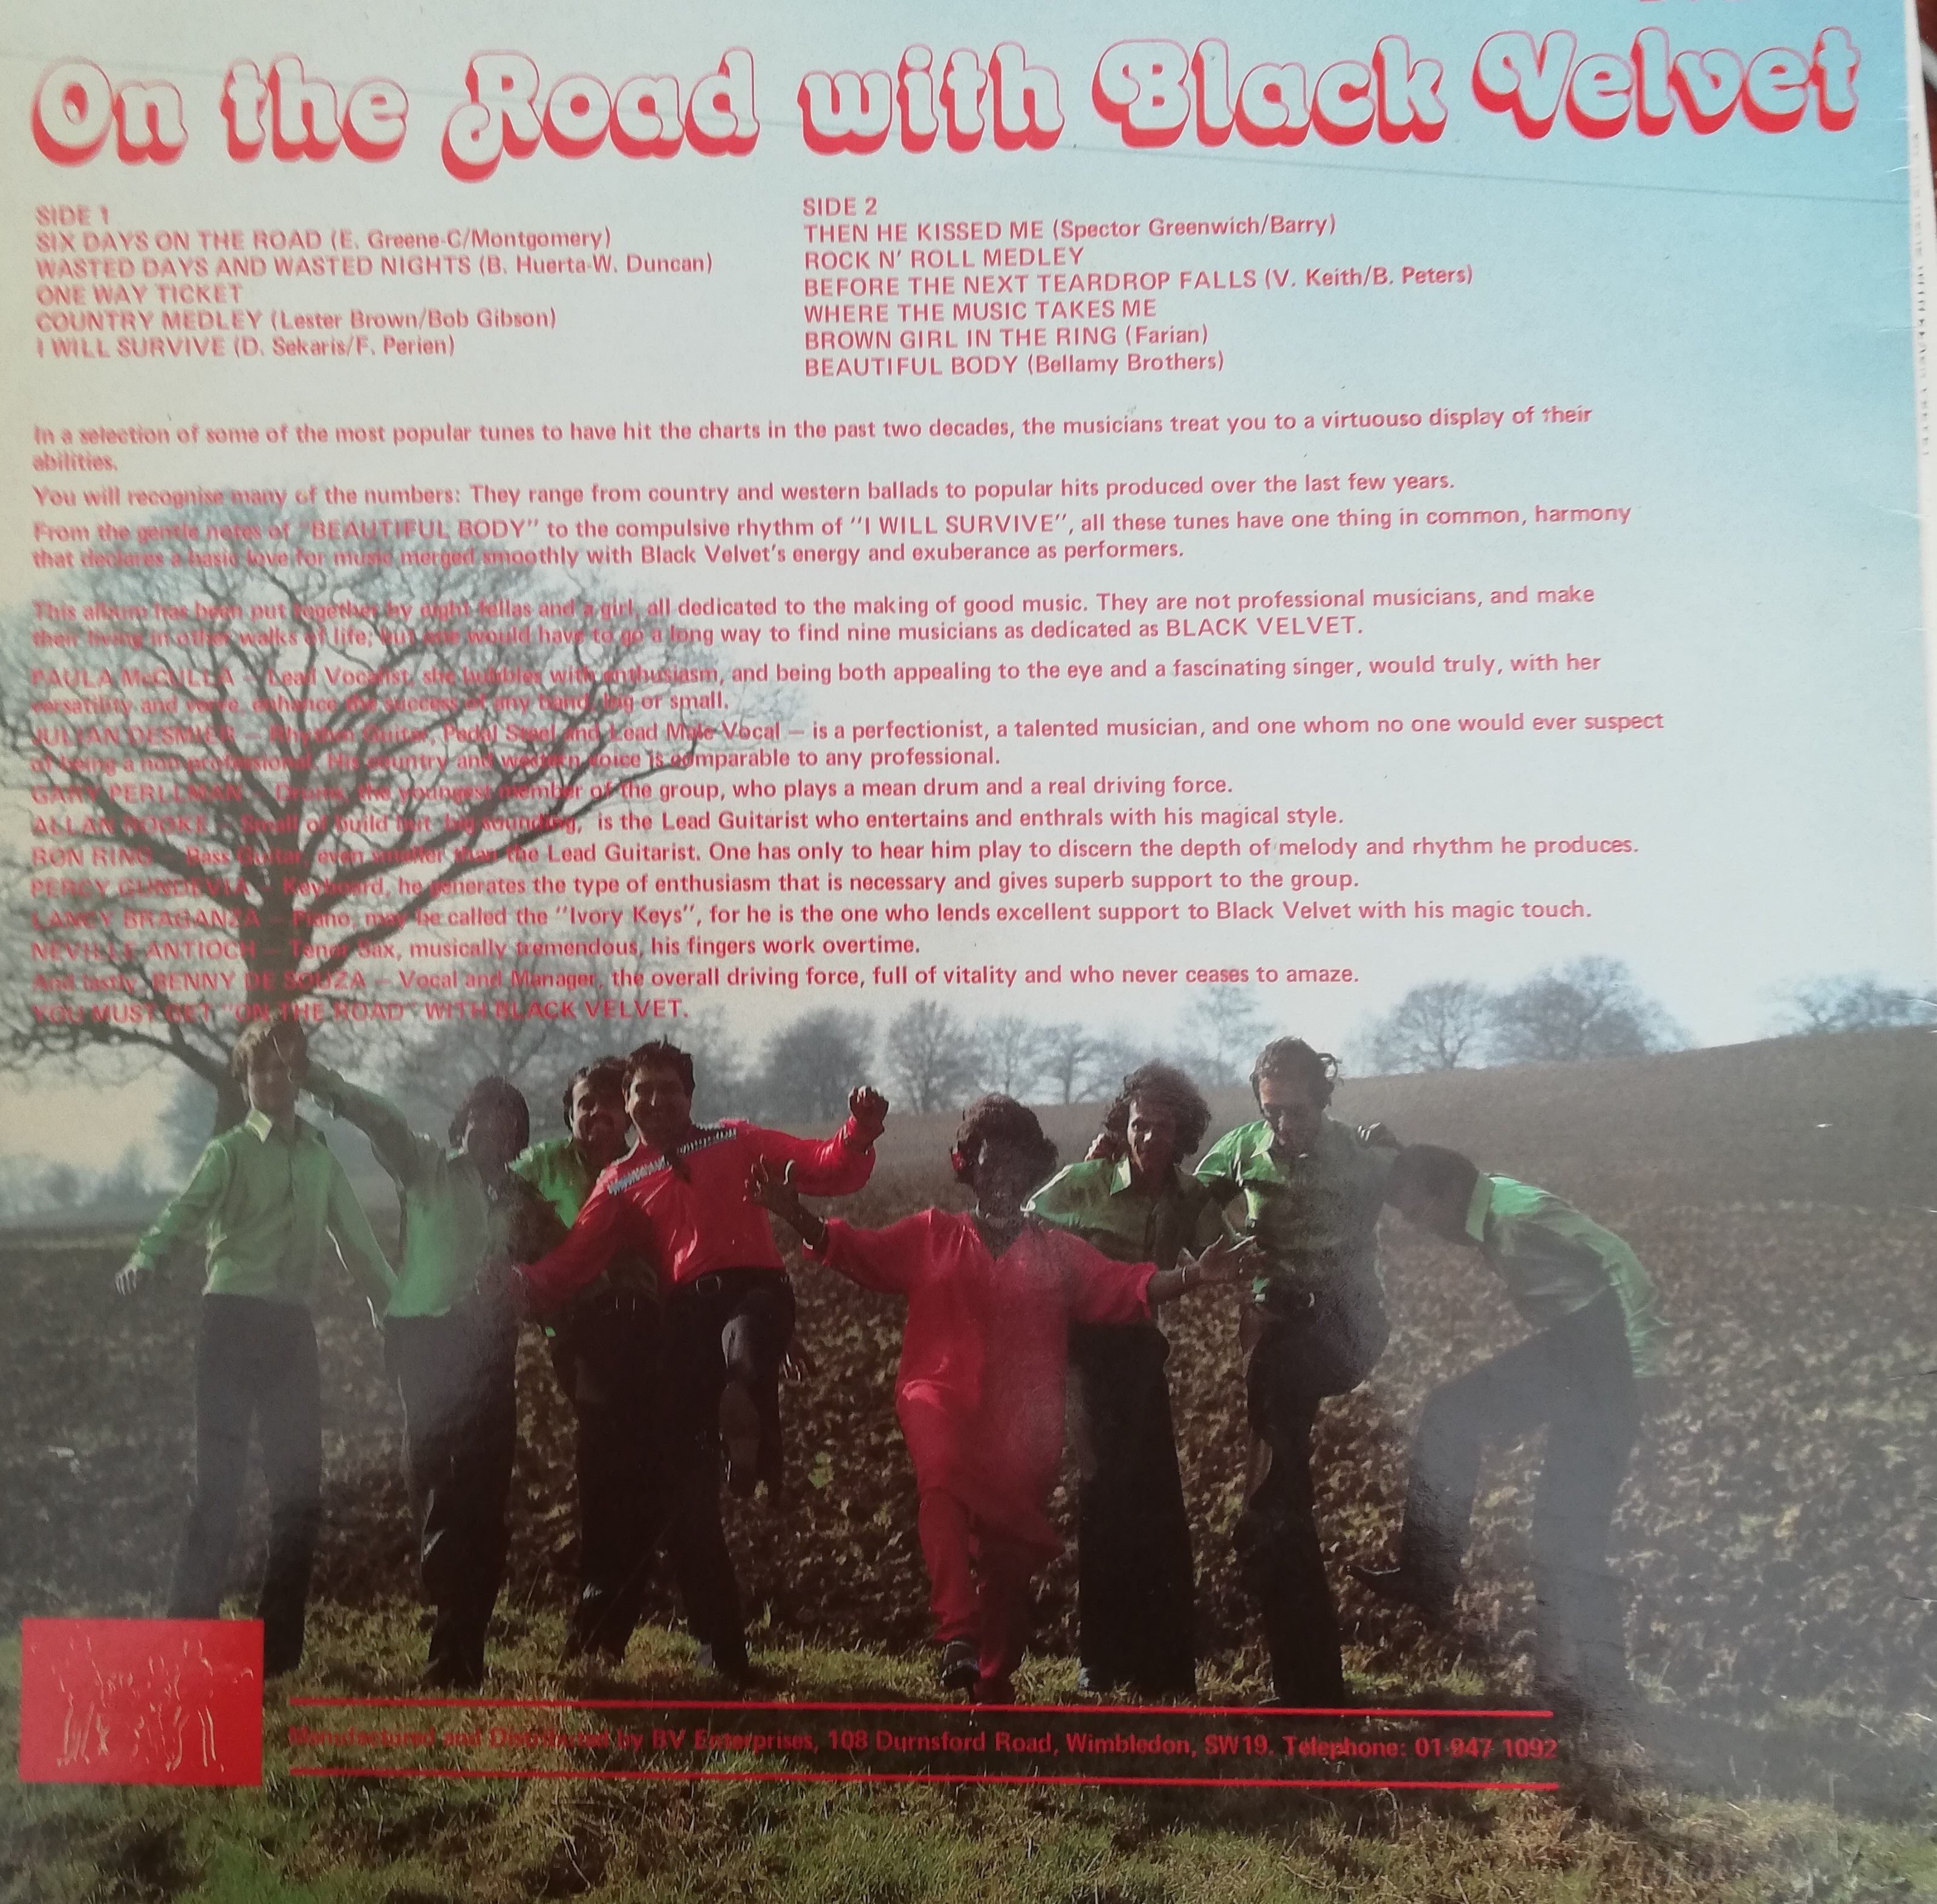 On the Road with Black Velvet
SIDE 1
SIX DAYS ON THE ROAD (E. Greene-C/Montgomery)
WASTED DAYS AND WASTED NIGHTS (B. Huerta-W. Duncan)
ONE WAY TICKET
COUNTRY MEDLEY (Lester Brown/Bob Gibson)
I WILL SURVIVE (D. Sekaris/F. Perien)
SIDE 2
THEN HE KISSED ME (Spector Greenwich/Barry)
ROCK N' ROLL MEDLEY
BEFORE THE NEXT TEARDROP FALLS (V. Keith/B. Peters)
WHERE THE MUSIC TAKES ME
BROWN GIRL IN THE RING (Farian)
BEAUTIFUL BODY (Bellamy Brothers)
In a selection of some of the most popular tunes to have hit the charts in the past two decades, the musicians treat you to a virtuouso display of their
abilities.
You will recognise many of the numbers: They range from country and western ballads to popular hits produced over the last few years.
From the gentle notes of "BEAUTIFUL BODY" to the compulsive rhythm of "I WILL SURVIVE", all these tunes have one thing in common, harmony
that declares a basic love for music merged smoothly with Black Velvet's energy and exuberance as performers.
This album has been put together by eight fellas and a girl, all dedicated to the making of good music. They are not professional musicians, and make
their living in other walks of life; but one would have to go a long way to find nine musicians as dedicated as BLACK VELVET.
PAULA McCULLA – Lead Vocalist, she bubbles with enthusiasm, and being both appealing to the eye and a fascinating singer, would truly, with her
versatility and verve, enhance the success of any band, big or small.
JULIAN DESMIER – Rhythm Guitar, Pedal Steel and Lead Male Vocal – is a perfectionist, a talented musician, and one whom no one would ever suspect
of being a non professional. His country and western voice is comparable to any professional.
GARY PERLLMAN – Drums, the youngest member of the group, who plays a mean drum and a real driving force.
ALLAN ROOKE – Small of build but big sounding, is the Lead Guitarist who entertains and enthrals with his magical style.
RON RING – Bass Guitar, even smaller than the Lead Guitarist. One has only to hear him play to discern the depth of melody and rhythm he produces.
PERCY GUNDEVIA – Keyboard, he generates the type of enthusiasm that is necessary and gives superb support to the group.
LANCY BRAGANZA – Piano, may be called the "Ivory Keys", for he is the one who lends excellent support to Black Velvet with his magic touch.
NEVILLE ANTIOCH – Tenor Sax, musically tremendous, his fingers work overtime.
And lastly, BENNY DE SOUZA – Vocal and Manager, the overall driving force, full of vitality and who never ceases to amaze.
YOU MUST GET "ON THE ROAD" WITH BLACK VELVET.
Manufactured and Distributed by BV Enterprises, 108 Durnsford Road, Wimbledon, SW19. Telephone: 01-947 1092